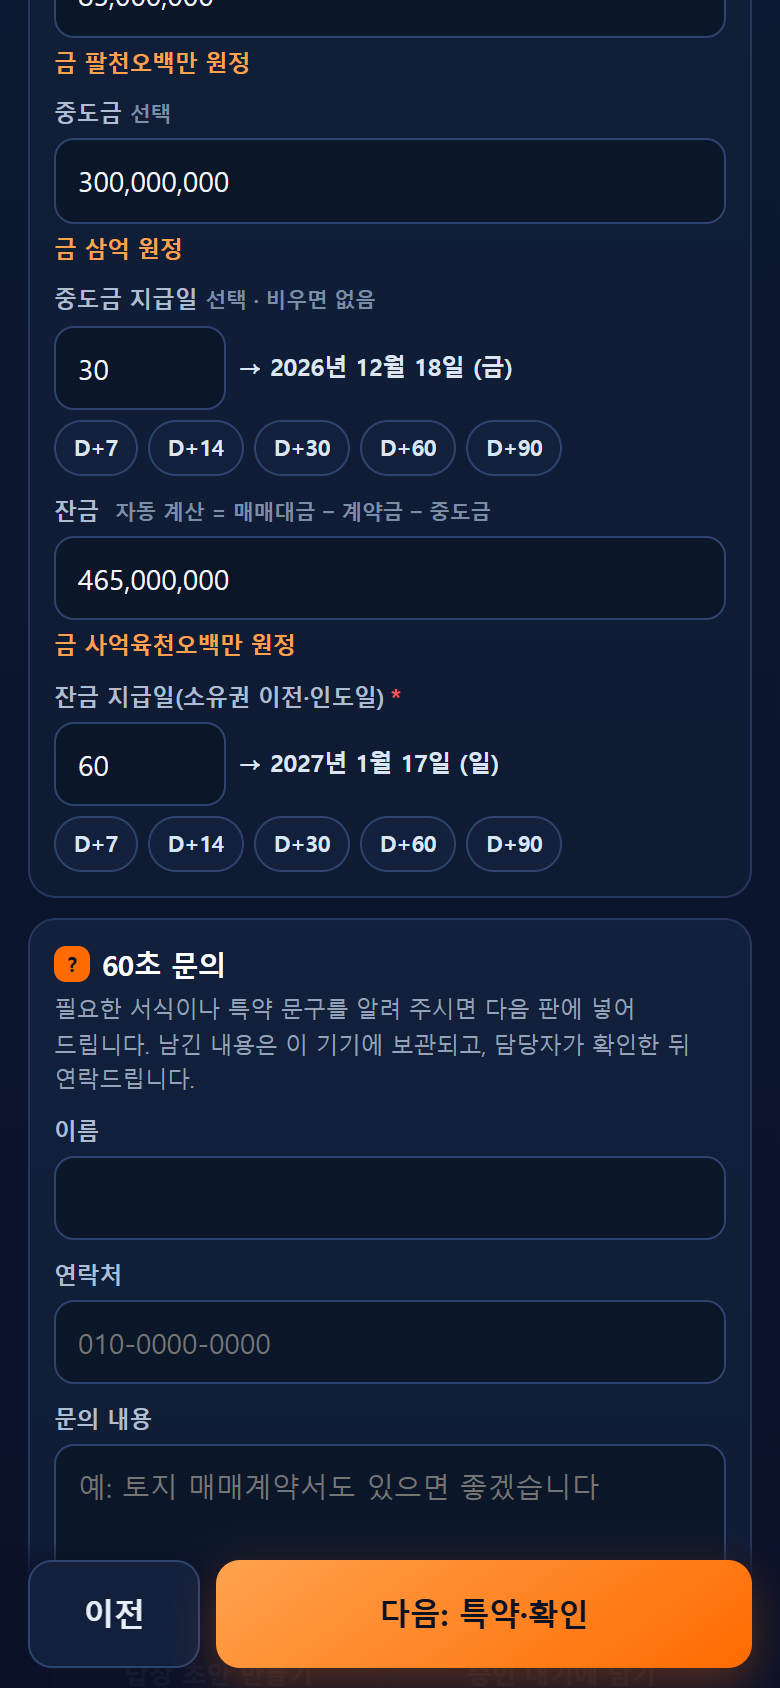 금 팔천오백만 원정
중도금 선택
300,000,000
금 삼억 원정
중도금 지급일 선택 · 비우면 없음
30 → 2026년 12월 18일 (금)
D+7 D+14 D+30 D+60 D+90
잔금 자동 계산 = 매매대금 − 계약금 − 중도금
465,000,000
금 사억육천오백만 원정
잔금 지급일(소유권 이전·인도일) *
60 → 2027년 1월 17일 (일)
D+7 D+14 D+30 D+60 D+90
? 60초 문의
필요한 서식이나 특약 문구를 알려 주시면 다음 판에 넣어
드립니다. 남긴 내용은 이 기기에 보관되고, 담당자가 확인한 뒤
연락드립니다.
이름
연락처
010-0000-0000
문의 내용
예: 토지 매매계약서도 있으면 좋겠습니다
이전 다음: 특약·확인